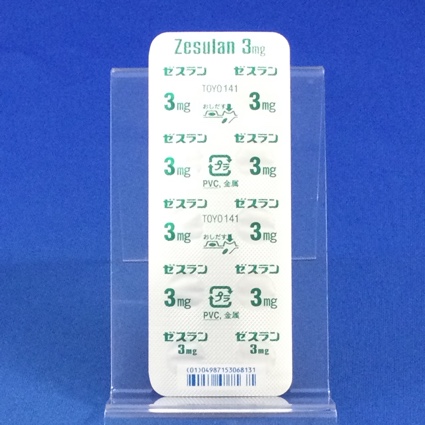 Zesulan 3mg
ゼスラン ゼスラン
TOYO141
3mg おしだす 3mg
ゼスラン ゼスラン
3mg プラ 3mg
PVC, 金属
ゼスラン ゼスラン
TOYO141
3mg おしだす 3mg
ゼスラン ゼスラン
3mg プラ 3mg
PVC, 金属
ゼスラン ゼスラン
3mg 3mg
(01)04987153068131